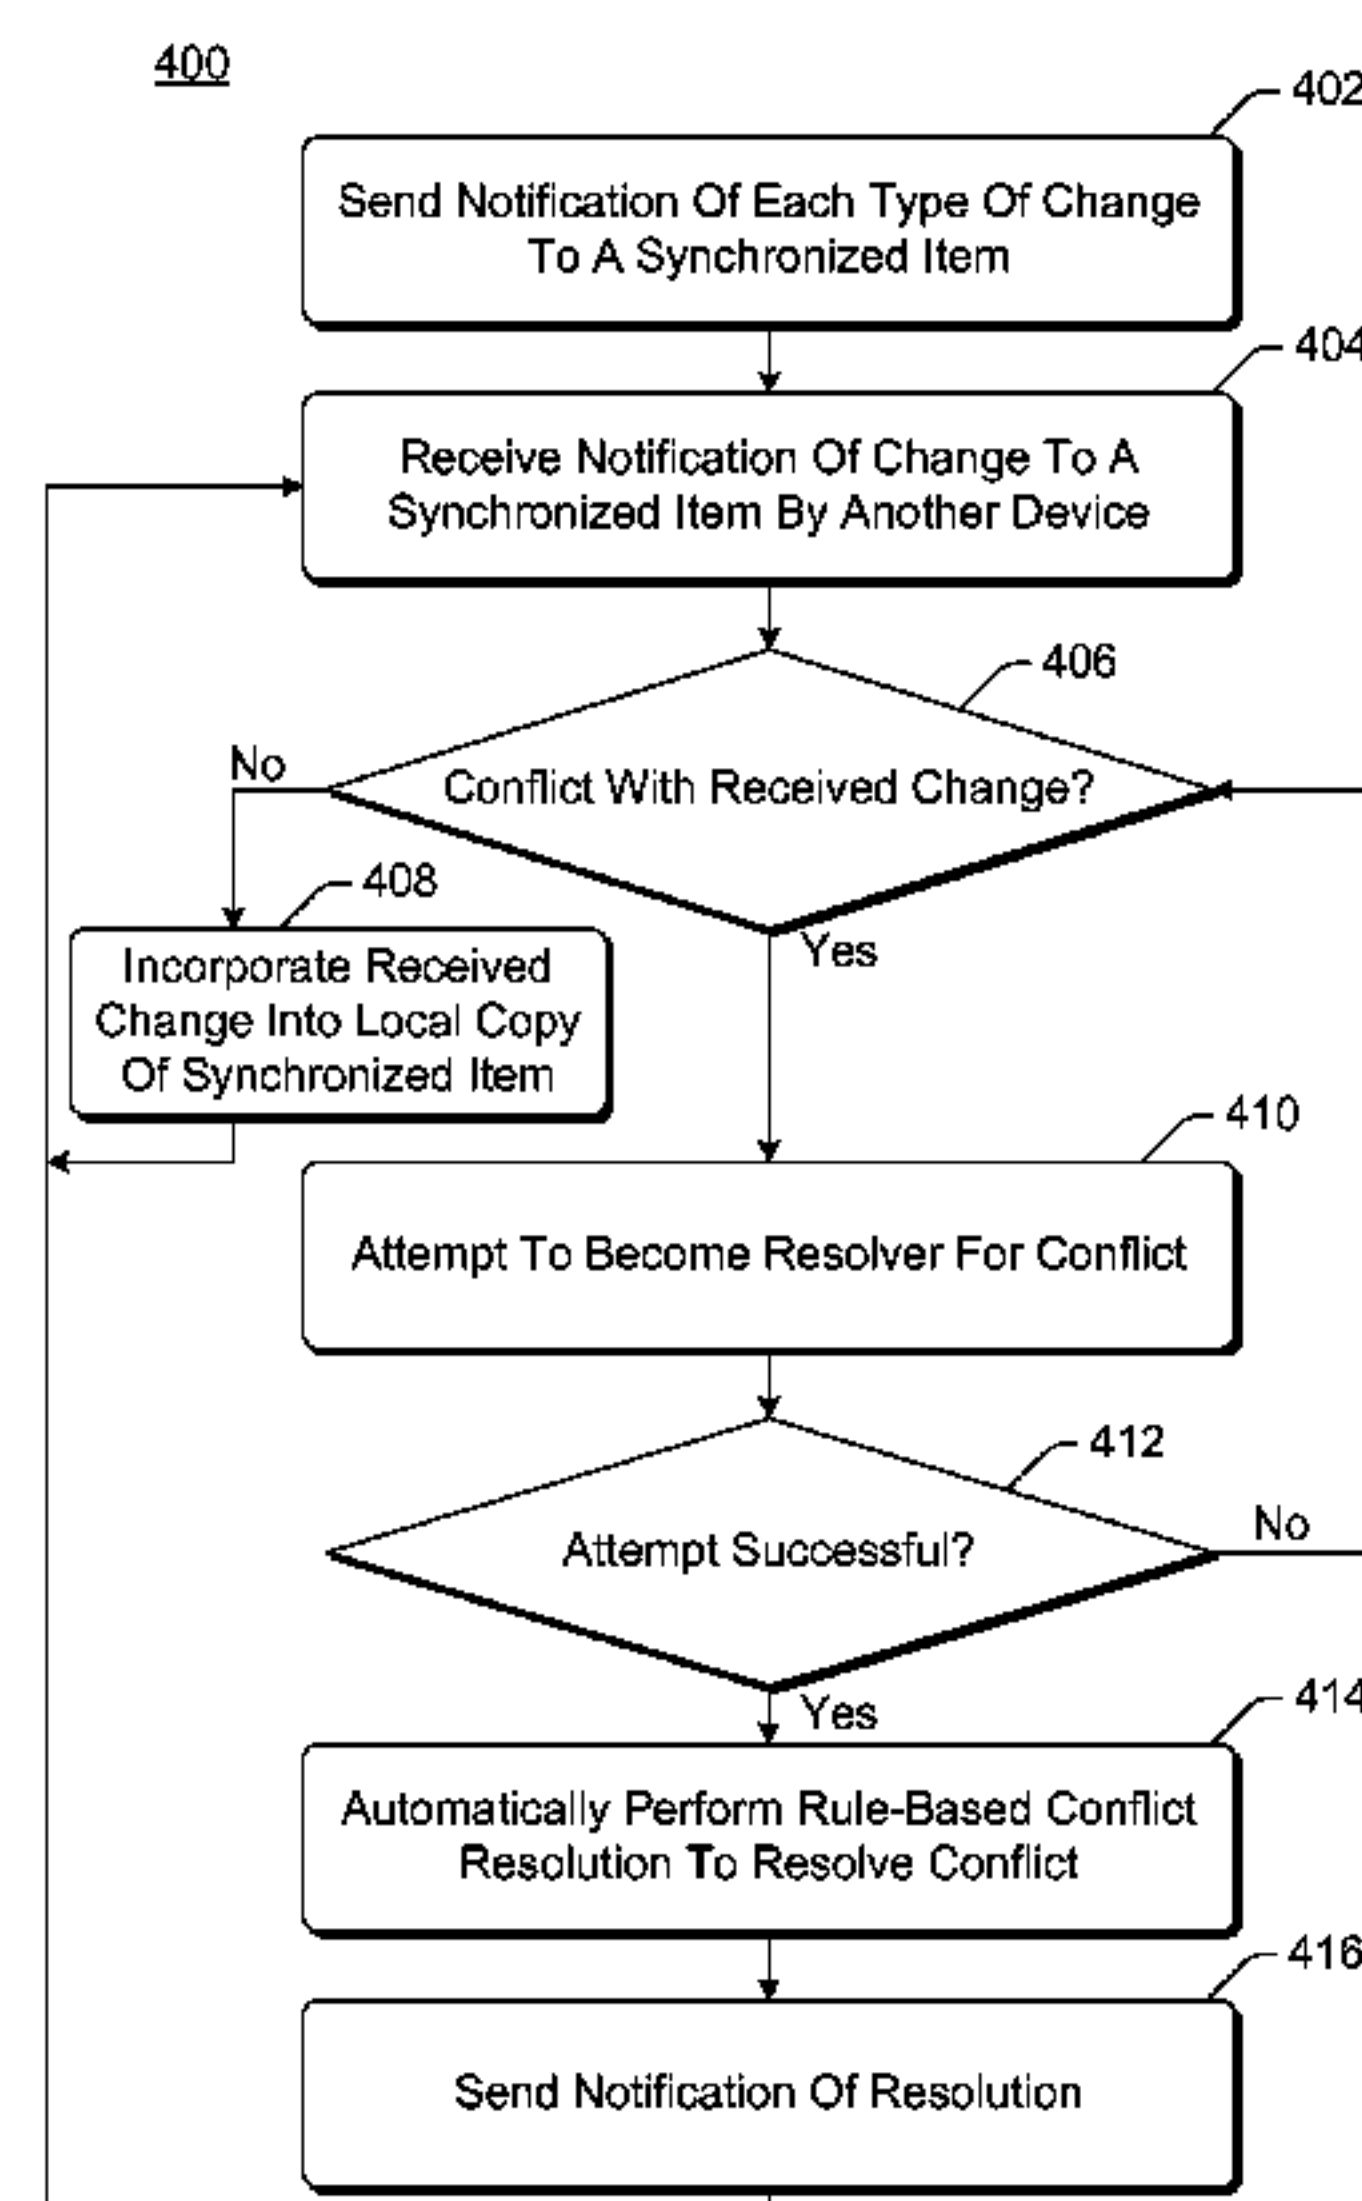 400
402
Send Notification Of Each Type Of Change
To A Synchronized Item
404
Receive Notification Of Change To A
Synchronized Item By Another Device
406
Conflict With Received Change?
No
Yes
408
Incorporate Received
Change Into Local Copy
Of Synchronized Item
410
Attempt To Become Resolver For Conflict
412
Attempt Successful?
No
Yes
414
Automatically Perform Rule-Based Conflict
Resolution To Resolve Conflict
416
Send Notification Of Resolution